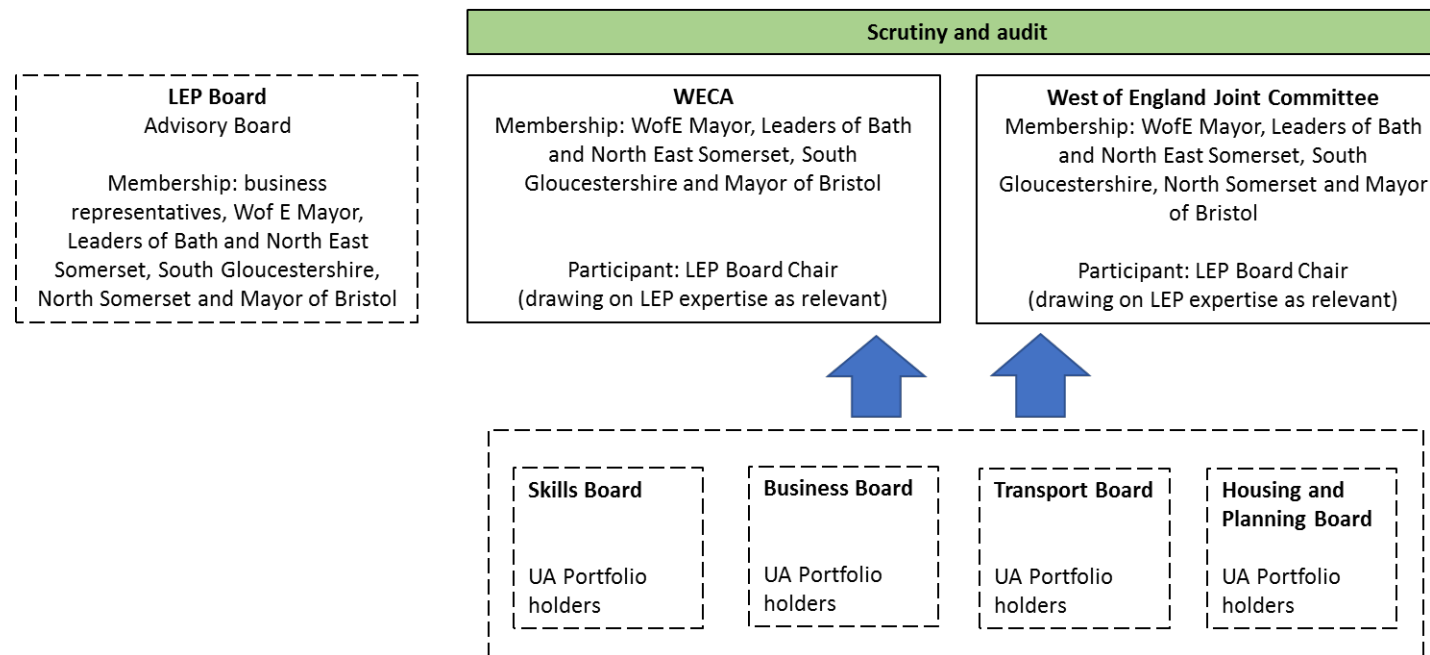 Scrutiny and audit
LEP Board
Advisory Board
Membership: business
representatives, Wof E Mayor,
Leaders of Bath and North East
Somerset, South Gloucestershire,
North Somerset and Mayor of Bristol
WECA
Membership: WofE Mayor, Leaders of Bath
and North East Somerset, South
Gloucestershire and Mayor of Bristol
Participant: LEP Board Chair
(drawing on LEP expertise as relevant)
West of England Joint Committee
Membership: WofE Mayor, Leaders of Bath
and North East Somerset, South
Gloucestershire, North Somerset and Mayor
of Bristol
Participant: LEP Board Chair
(drawing on LEP expertise as relevant)
Skills Board
UA Portfolio
holders
Business Board
UA Portfolio
holders
Transport Board
UA Portfolio
holders
Housing and
Planning Board
UA Portfolio
holders